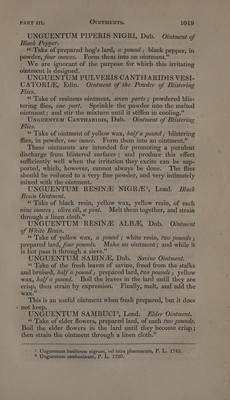 PART III. OINTMENTS. 1019
UNGUENTUM PIPERIS NIGRI, Dub. Ointment of
Black Pepper.
“ Take of prepared hog's lard, a pound ; black pepper, in
powder, four ounces. Form them into an ointment.”
We are ignorant of the purpose for which this irritating
ointment is designed.
UNGUENTUM PULVERIS CANTHARIDIS VESI-
CATORIÆ, Edin. Ointment of the Powder of Blistering
Flies.
“ Take of resinous ointment, seven parts ; powdered blis-
tering flies, one part. Sprinkle the powder into the melted
ointment ; and stir the mixture until it stiffen in cooling.”
UNGUENTUM CANTHARIDIS, Dub. Ointment of Blistering
Flies.
“ Take of ointment of yellow wax, half a pound ; blistering
flies, in powder, one ounce. Form them into an ointment.”
These ointments are intended for promoting a purulent
discharge from blistered surfaces ; and produce this effect
sufficiently well when the irritation they excite can be sup-
ported, which, however, cannot always be done. The flies
should be reduced to a very fine powder, and very intimately
mixed with the ointment.
UNGUENTUM RESINÆ NIGRÆ¹, Lond. Black
Resin Ointment.
“ Take of black resin, yellow wax, yellow resin, of each
nine ounces ; olive oil, a pint. Melt them together, and strain
through a linen cloth.”
UNGUENTUM RESINÆ ALBÆ, Dub. Ointment
of White Resin.
“ Take of yellow wax, a pound ; white resin, two pounds ;
prepared lard, four pounds. Make an ointment ; and while it
is hot pass it through a sieve.”
UNGUENTUM SABINÆ, Dub. Savine Ointment.
“ Take of the fresh leaves of savine, freed from the stalks
and bruised, half a pound ; prepared lard, two pounds ; yellow
wax, half a pound. Boil the leaves in the lard until they are
crisp, then strain by expression. Finally, melt, and add the
wax.”
This is an useful ointment when fresh prepared, but it does
not keep.
UNGUENTUM SAMBUCI², Lond. Elder Ointment.
“ Take of elder flowers, prepared lard, of each two pounds.
Boil the elder flowers in the lard until they become crisp ;
then strain the ointment through a linen cloth.”
¹ Unguentum basilicum nigrum, vel tetra pharmacum, P. L. 1745.
² Unguentum sambucinum, P. L. 1720.